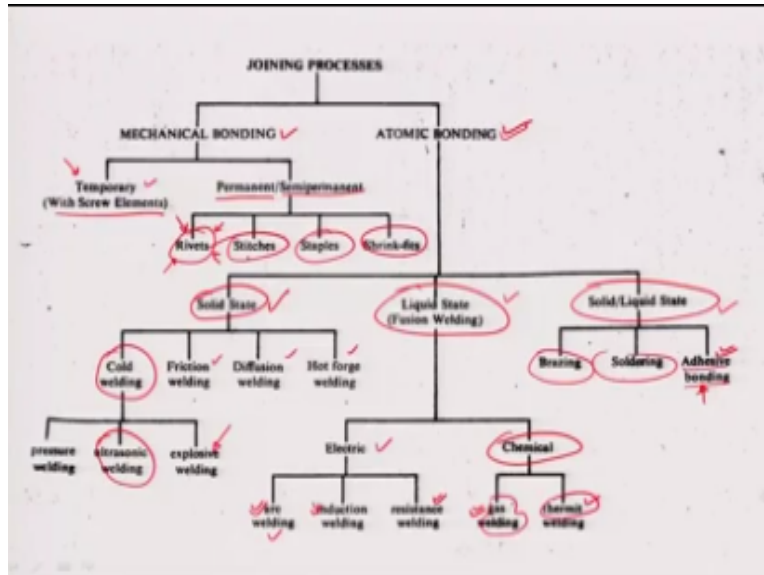 JOINING PROCESSES
MECHANICAL BONDING
ATOMIC BONDING
Temporary
(With Screw Elements)
Permanent/Semipermanent
Rivets
Stitches
Staples
Shrink-fits
Solid State
Liquid State
(Fusion Welding)
Solid/Liquid State
Cold
welding
Friction
welding
Diffusion
welding
Hot forge
welding
Brazing
Soldering
Adhesive
bonding
pressure
welding
ultrasonic
welding
explosive
welding
Electric
Chemical
arc
welding
induction
welding
resistance
welding
gas
welding
thermit
welding